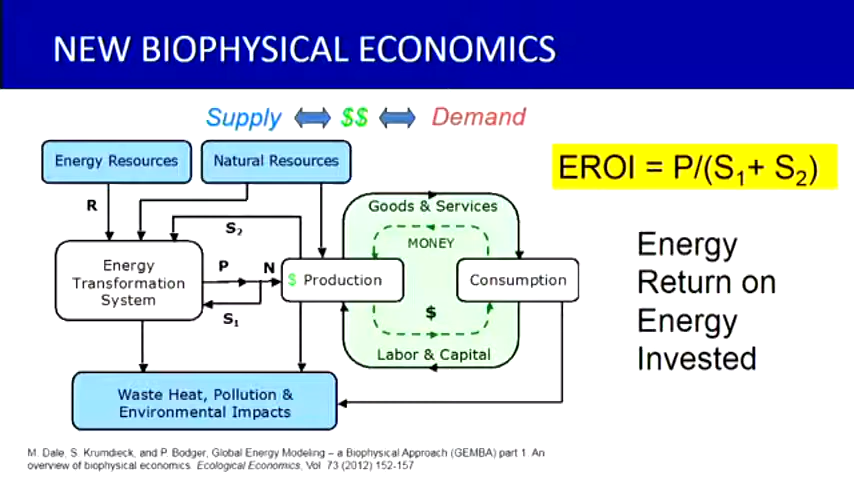 NEW BIOPHYSICAL ECONOMICS
Supply $$ Demand
Energy Resources
Natural Resources
EROI = P/(S₁+ S₂)
R
Goods & Services
S₂
MONEY
Energy
Transformation
System
P
N
$ Production
Consumption
S₁
$
Labor & Capital
Energy
Return on
Energy
Invested
Waste Heat, Pollution &
Environmental Impacts
M. Dale, S. Krumdieck, and P. Bodger, Global Energy Modeling – a Biophysical Approach (GEMBA) part 1. An
overview of biophysical economics. Ecological Economics, Vol 73 (2012) 152-157